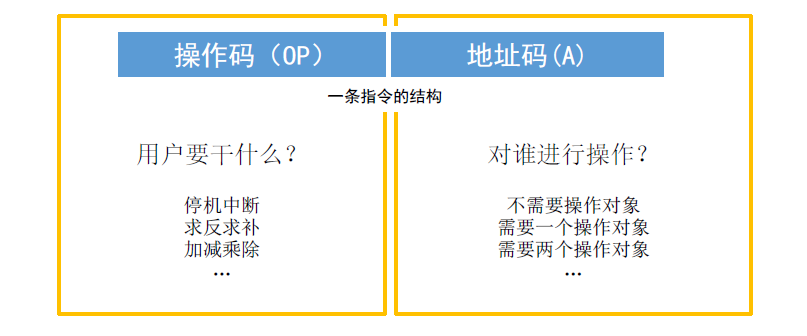 操作码（OP）
地址码(A)
一条指令的结构
用户要干什么？
对谁进行操作？
停机中断
求反求补
加减乘除
…
不需要操作对象
需要一个操作对象
需要两个操作对象
…